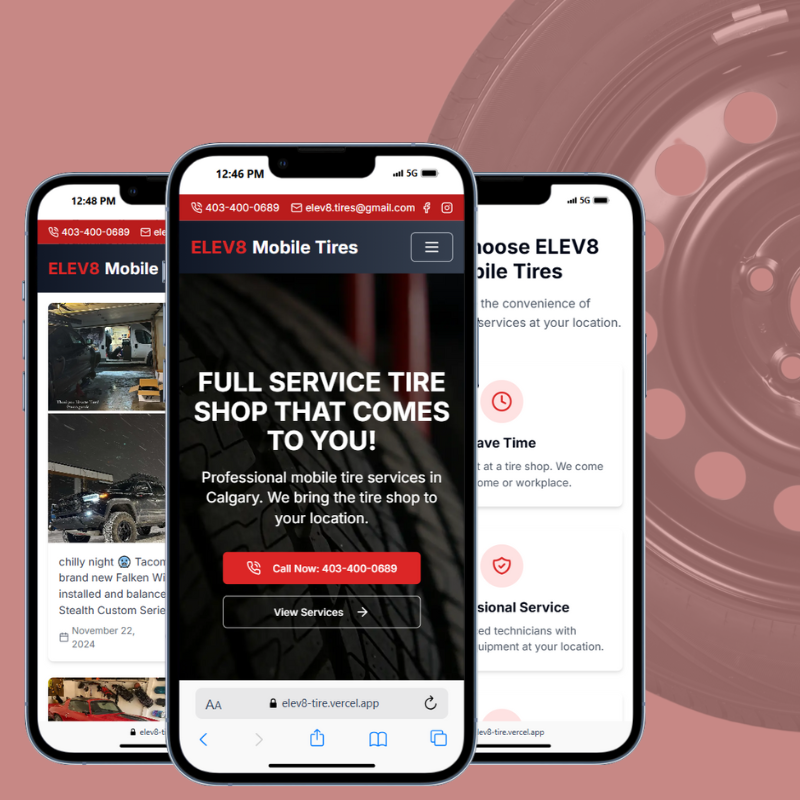 12:48 PM
403-400-0689
ELEV8 Mobile
chilly night 🥶 Tacom
brand new Falken Wi
installed and balance
Stealth Custom Serie
November 22,
2024
elev8-ti
12:46 PM
5G
403-400-0689 elev8.tires@gmail.com
ELEV8 Mobile Tires
FULL SERVICE TIRE
SHOP THAT COMES
TO YOU!
Professional mobile tire services in
Calgary. We bring the tire shop to
your location.
Call Now: 403-400-0689
View Services
AA elev8-tire.vercel.app
5G
hoose ELEV8
bile Tires
the convenience of
services at your location.
ave Time
t at a tire shop. We come
ome or workplace.
sional Service
ed technicians with
uipment at your location.
lev8-tire.vercel.app